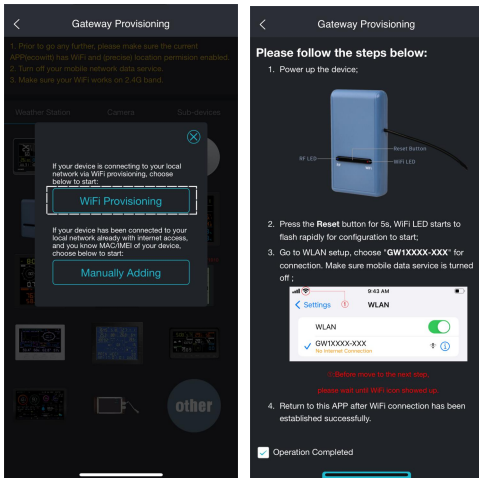 Gateway Provisioning
1. Prior to go any further, please make sure the current
APP(ecowitt) has WiFi and (precise) location permission enabled.
2. Turn off your mobile network data service.
3. Make sure your WiFi works on 2.4G band.
Weather Station
Camera
Sub-devices
If your device is connecting to your local
network via WiFi provisioning, choose
below to start:
WiFi Provisioning
If your device has been connected to your
local network already with internet access,
and you know MAC/MEI of your device,
choose below to start:
Manually Adding
other
Gateway Provisioning
Please follow the steps below:
1. Power up the device;
Reset Button
RF LED
WiFi LED
2. Press the Reset button for 5s, WiFi LED starts to
flash rapidly for configuration to start;
3. Go to WLAN setup, choose "GW1XXXX-XXX" for
connection. Make sure mobile data service is turned
off ;
9:43 AM
Settings ① WLAN
WLAN
GW1XXXX-XXX
No Internet Connection
Before move to the next step,
please wait until WiFi icon showed up.
4. Return to this APP after WiFi connection has been
established successfully.
Operation Completed